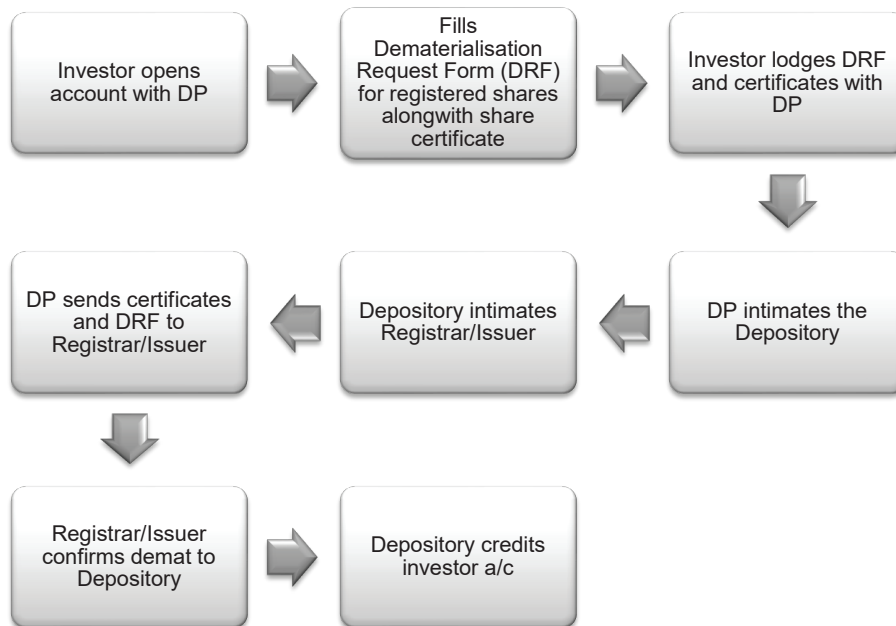 Investor opens
account with DP
Fills
Dematerialisation
Request Form (DRF)
for registered shares
alongwith share
certificate
Investor lodges DRF
and certificates with
DP
DP intimates the
Depository
Depository intimates
Registrar/Issuer
DP sends certificates
and DRF to
Registrar/Issuer
Registrar/Issuer
confirms demat to
Depository
Depository credits
investor a/c